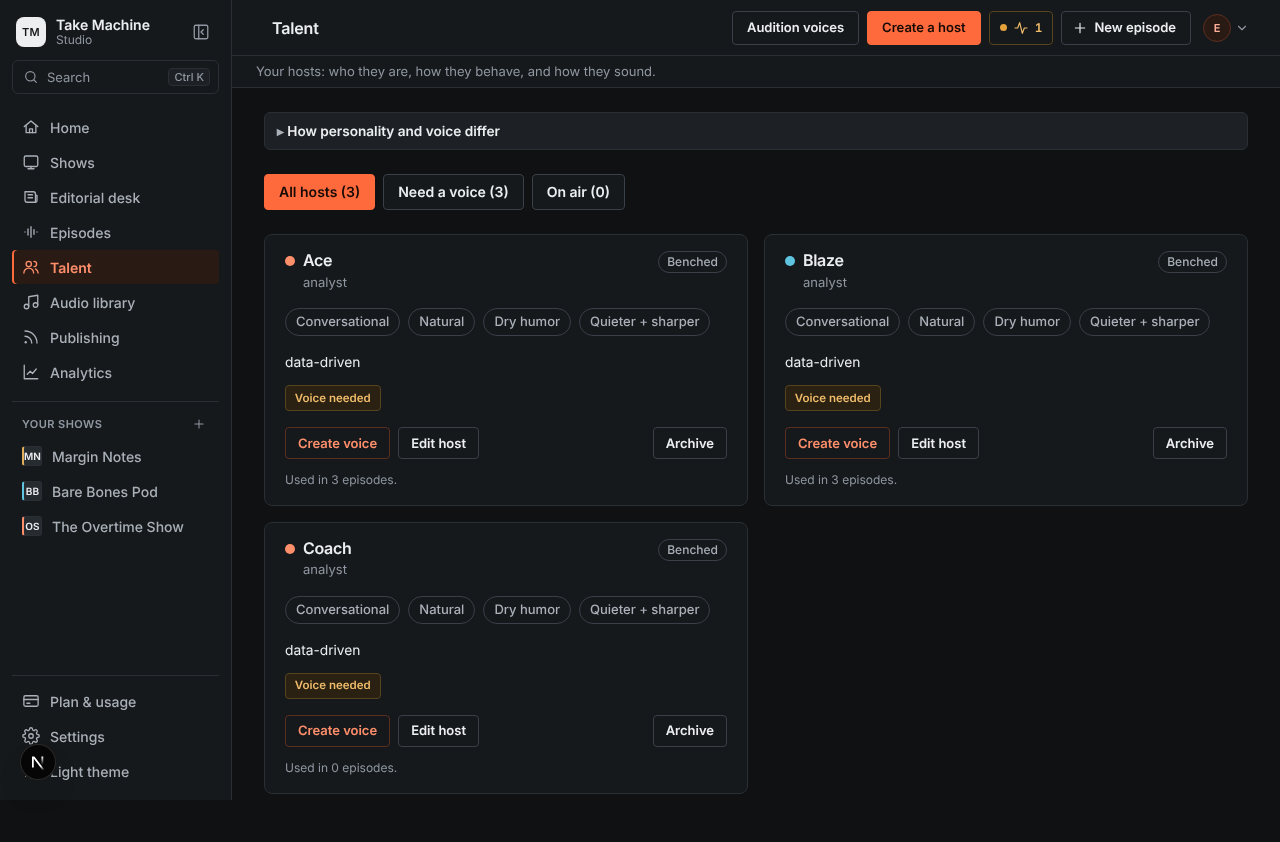 TM
Take Machine
Studio
Search
Ctrl K
Home
Shows
Editorial desk
Episodes
Talent
Audio library
Publishing
Analytics
YOUR SHOWS
MN Margin Notes
BB Bare Bones Pod
OS The Overtime Show
Plan & usage
Settings
N
Light theme
Talent
Audition voices
Create a host
1
New episode
E
Your hosts: who they are, how they behave, and how they sound.
How personality and voice differ
All hosts (3)
Need a voice (3)
On air (0)
Ace
Benched
analyst
Conversational
Natural
Dry humor
Quieter + sharper
data-driven
Voice needed
Create voice
Edit host
Archive
Used in 3 episodes.
Blaze
Benched
analyst
Conversational
Natural
Dry humor
Quieter + sharper
data-driven
Voice needed
Create voice
Edit host
Archive
Used in 3 episodes.
Coach
Benched
analyst
Conversational
Natural
Dry humor
Quieter + sharper
data-driven
Voice needed
Create voice
Edit host
Archive
Used in 0 episodes.